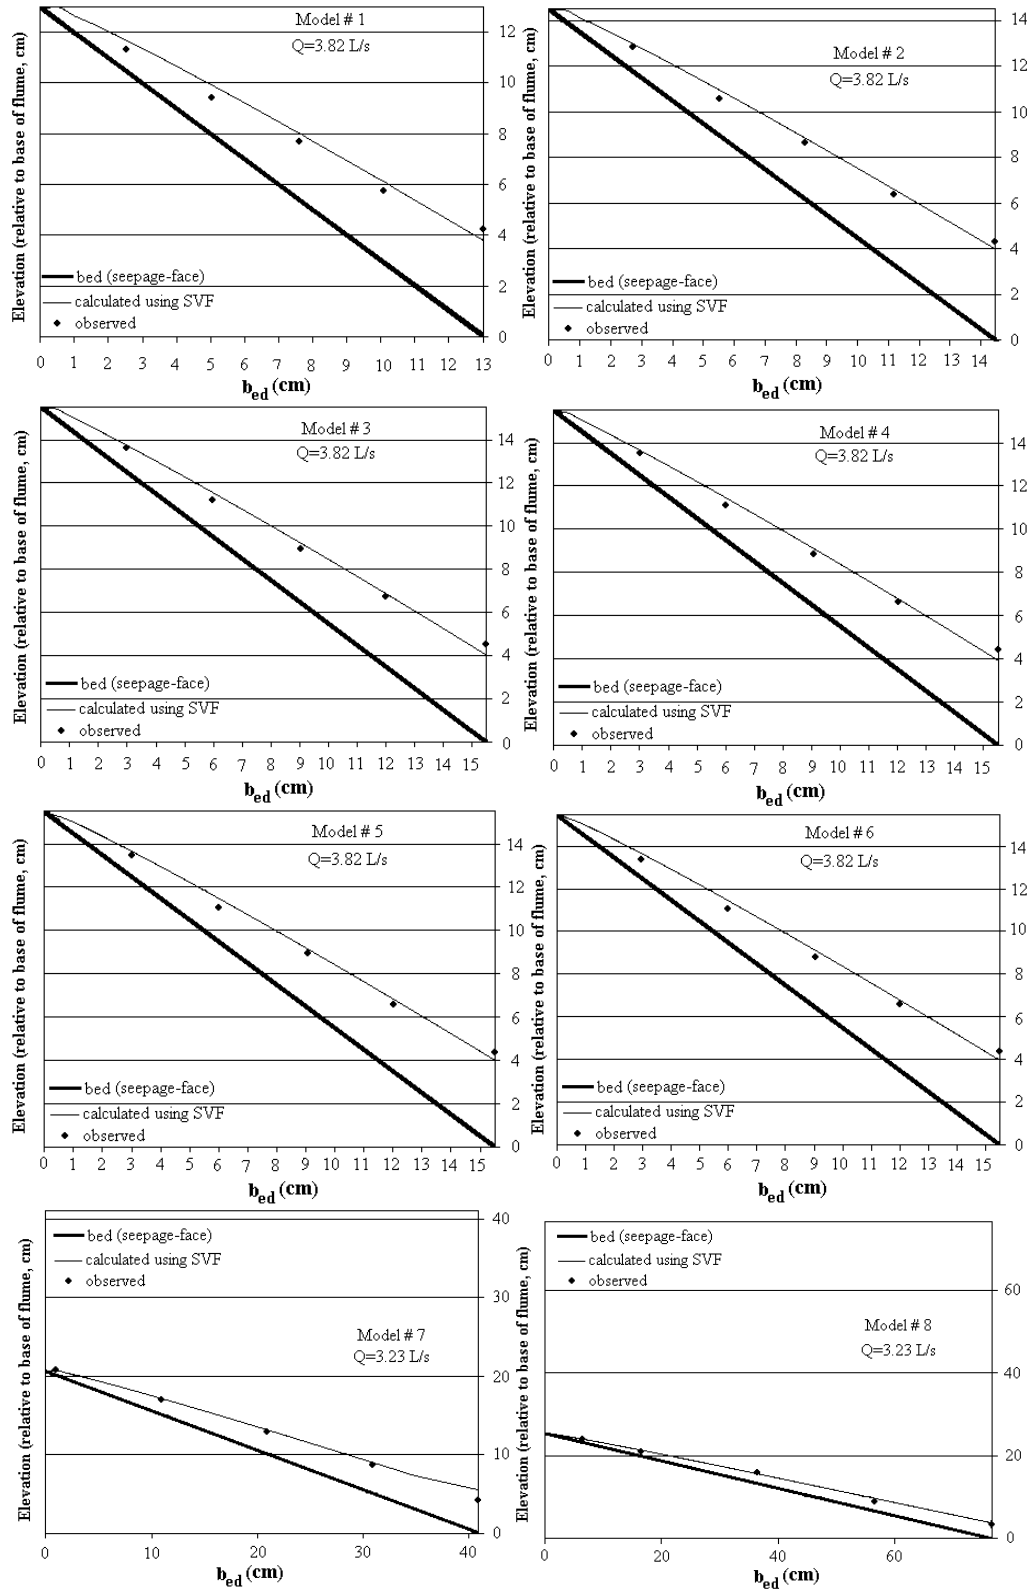 Model # 1
Q=3.82 L/s
Elevation (relative to base of flume, cm)
12
10
8
6
4
2
0
bed (seepage-face)
calculated using SVF
observed
0 1 2 3 4 5 6 7 8 9 10 11 12 13
b_ed (cm)
Model # 2
Q=3.82 L/s
Elevation (relative to base of flume, cm)
14
12
10
8
6
4
2
0
bed (seepage-face)
calculated using SVF
observed
0 1 2 3 4 5 6 7 8 9 10 11 12 13 14
b_ed (cm)
Model # 3
Q=3.82 L/s
Elevation (relative to base of flume, cm)
14
12
10
8
6
4
2
0
bed (seepage-face)
calculated using SVF
observed
0 1 2 3 4 5 6 7 8 9 10 11 12 13 14 15
b_ed (cm)
Model # 4
Q=3.82 L/s
Elevation (relative to base of flume, cm)
14
12
10
8
6
4
2
0
bed (seepage-face)
calculated using SVF
observed
0 1 2 3 4 5 6 7 8 9 10 11 12 13 14 15
b_ed (cm)
Model # 5
Q=3.82 L/s
Elevation (relative to base of flume, cm)
14
12
10
8
6
4
2
0
bed (seepage-face)
calculated using SVF
observed
0 1 2 3 4 5 6 7 8 9 10 11 12 13 14 15
b_ed (cm)
Model # 6
Q=3.82 L/s
Elevation (relative to base of flume, cm)
14
12
10
8
6
4
2
0
bed (seepage-face)
calculated using SVF
observed
0 1 2 3 4 5 6 7 8 9 10 11 12 13 14 15
b_ed (cm)
bed (seepage-face)
calculated using SVF
observed
Model # 7
Q=3.23 L/s
Elevation (relative to base of flume, cm)
40
30
20
10
0
0 10 20 30 40
b_ed (cm)
bed (seepage-face)
calculated using SVF
observed
Model # 8
Q=3.23 L/s
Elevation (relative to base of flume, cm)
60
40
20
0
0 20 40 60
b_ed (cm)